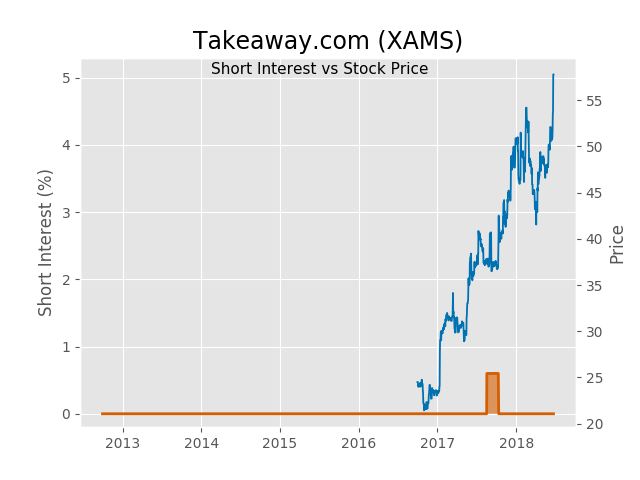 Takeaway.com (XAMS)
Short Interest vs Stock Price
Short Interest (%)
5
4
3
2
1
0
55
50
45
40
35
30
25
20
Price
2013 2014 2015 2016 2017 2018